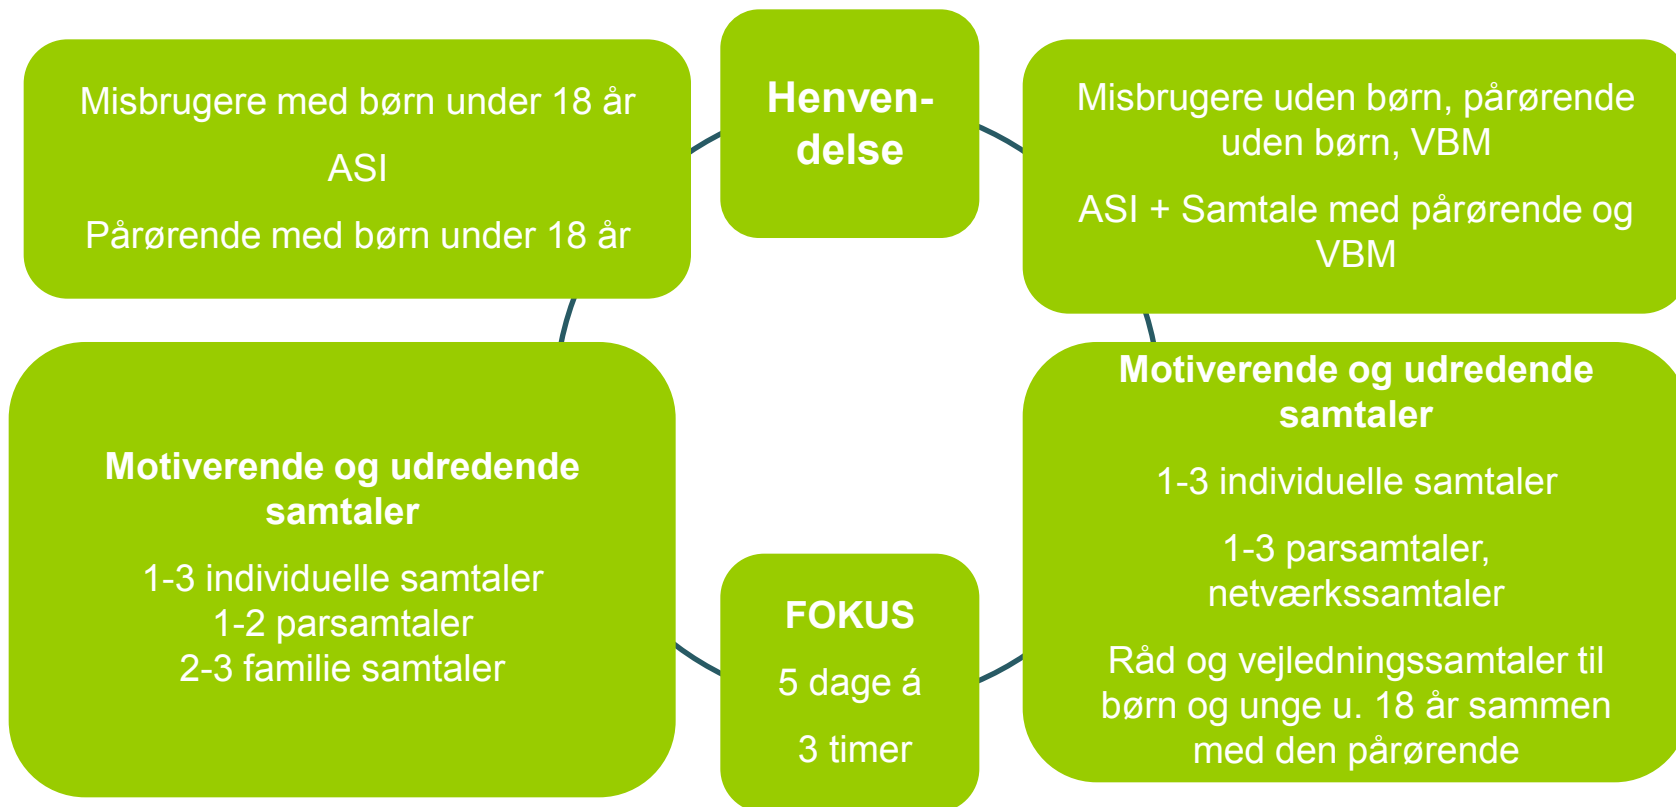 Misbrugere med børn under 18 år
ASI
Pårørende med børn under 18 år
Henven-
delse
Misbrugere uden børn, pårørende
uden børn, VBM
ASI + Samtale med pårørende og
VBM
Motiverende og udredende
samtaler
1-3 individuelle samtaler
1-2 parsamtaler
2-3 familie samtaler
FOKUS
5 dage á
3 timer
Motiverende og udredende
samtaler
1-3 individuelle samtaler
1-3 parsamtaler,
netværkssamtaler
Råd og vejledningssamtaler til
børn og unge u. 18 år sammen
med den pårørende